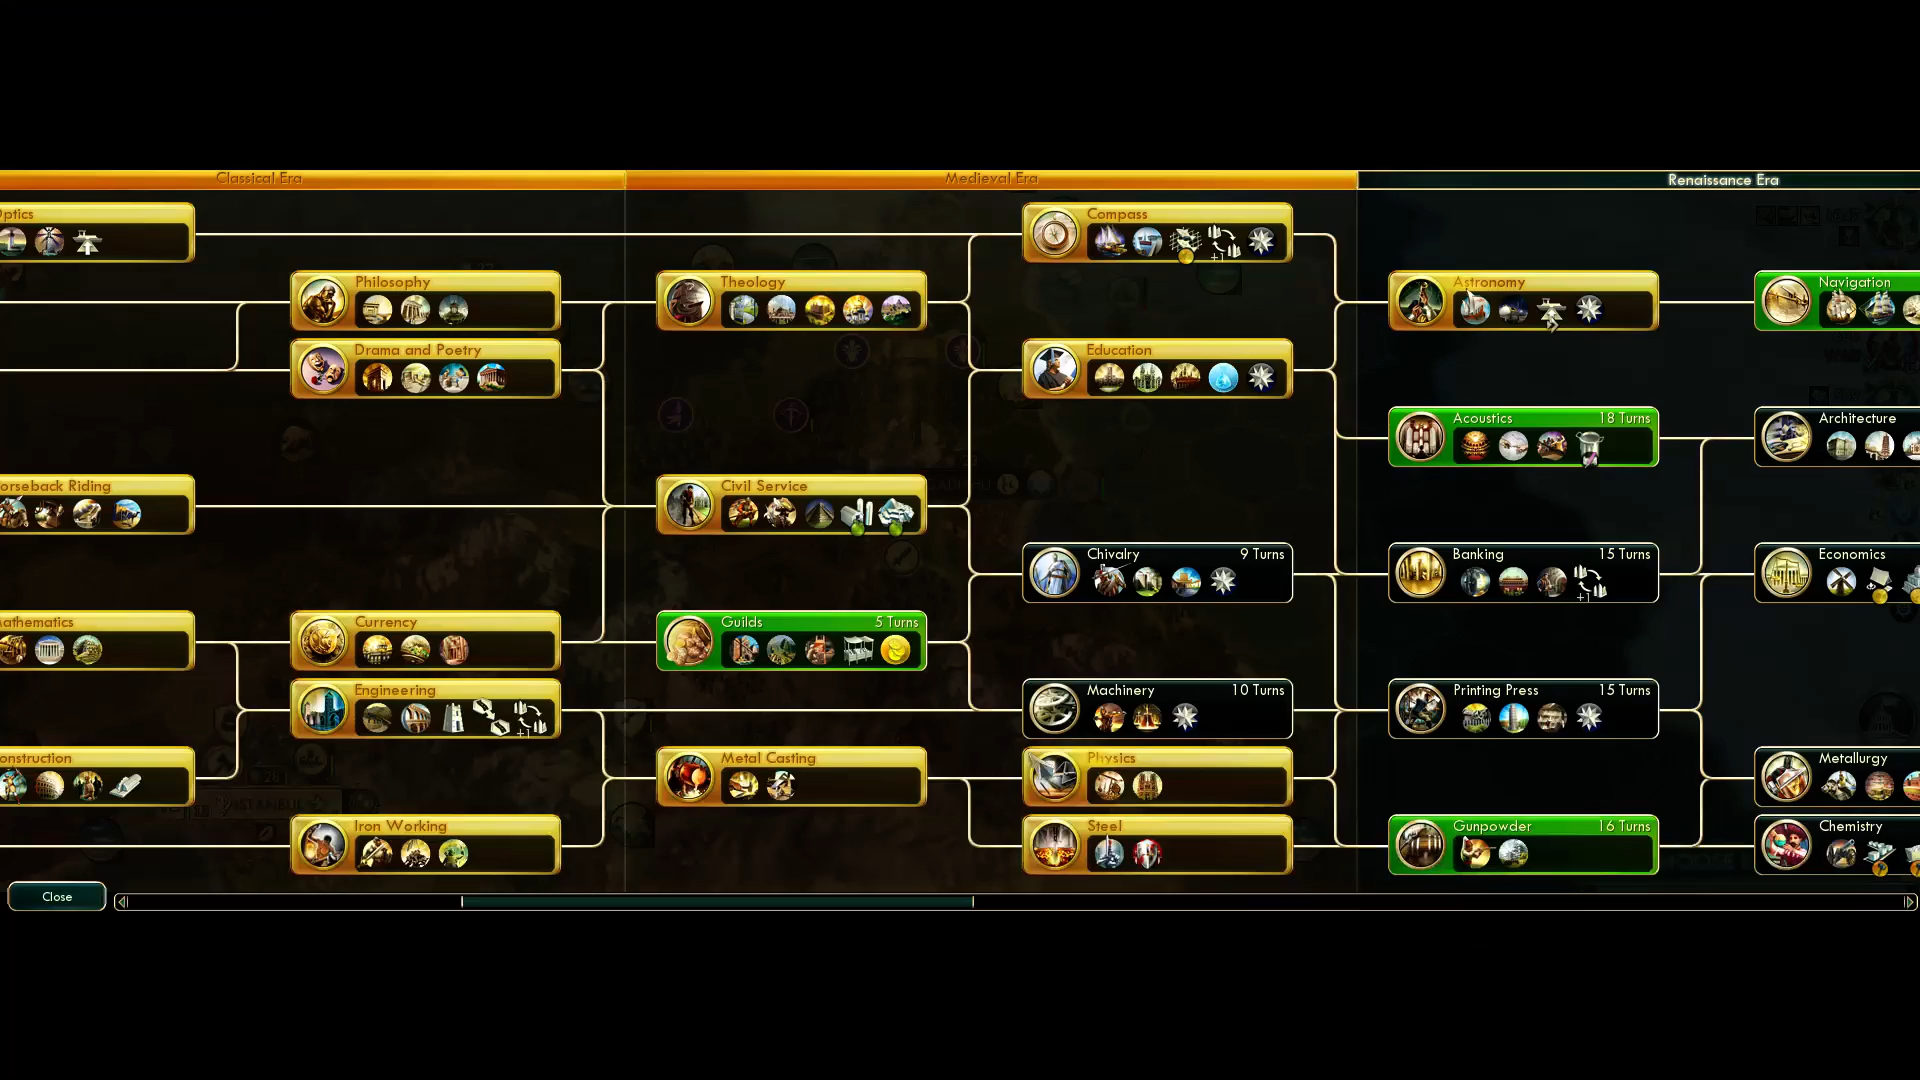 Classical Era
Medieval Era
Renaissance Era
Optics
Compass
Philosophy
Theology
Astronomy
Navigation
Drama and Poetry
Education
Acoustics 18 Turns
Architecture
orseback Riding
Civil Service
Chivalry 9 Turns
Banking 15 Turns
Economics
Mathematics
Currency
Guilds 5 Turns
Engineering
Machinery 10 Turns
Printing Press 15 Turns
onstruction
Metal Casting
Physics
Metallurgy
Iron Working
Steel
Gunpowder 16 Turns
Chemistry
Close